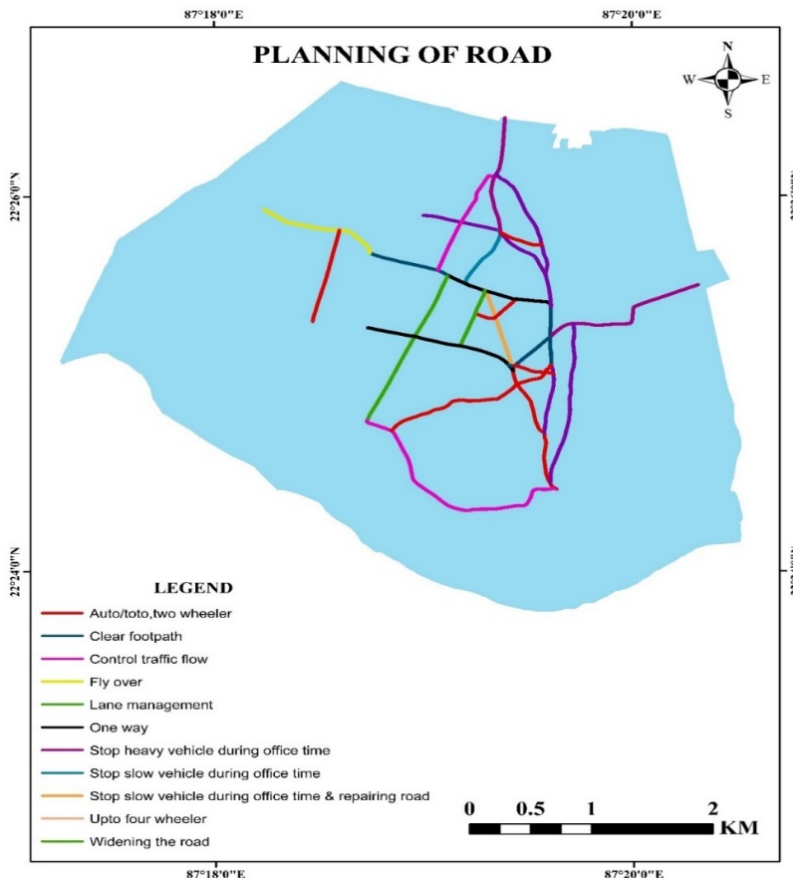 87°18'0"E 87°20'0"E
PLANNING OF ROAD
N
W E
S
22°26'0"N
22°24'0"N
LEGEND
Auto/toto,two wheeler
Clear footpath
Control traffic flow
Fly over
Lane management
One way
Stop heavy vehicle during office time
Stop slow vehicle during office time
Stop slow vehicle during office time & repairing road
Upto four wheeler
Widening the road
0 0.5 1 2
KM
87°18'0"E 87°20'0"E